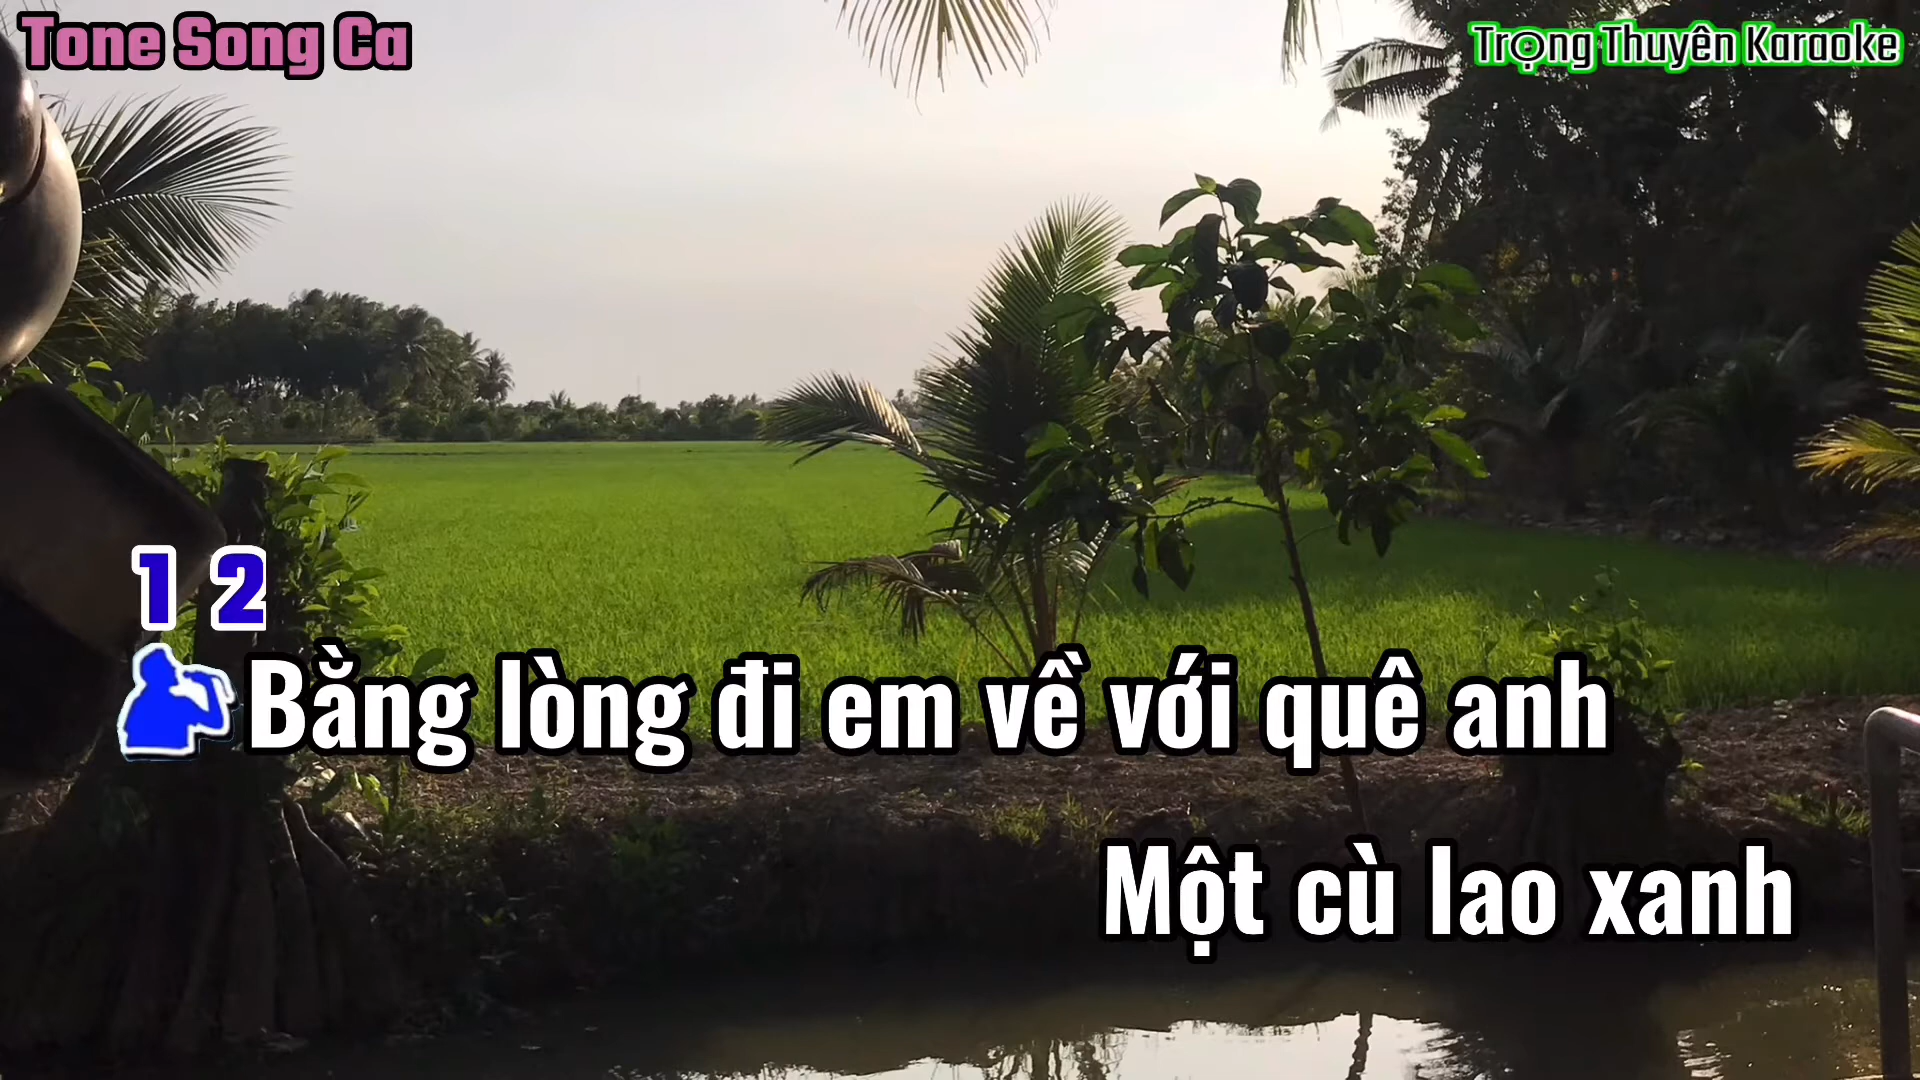 Tone Song Ca
Trọng Thuyên Karaoke
1 2
Bằng lòng đi em về với quê anh
Một cù lao xanh